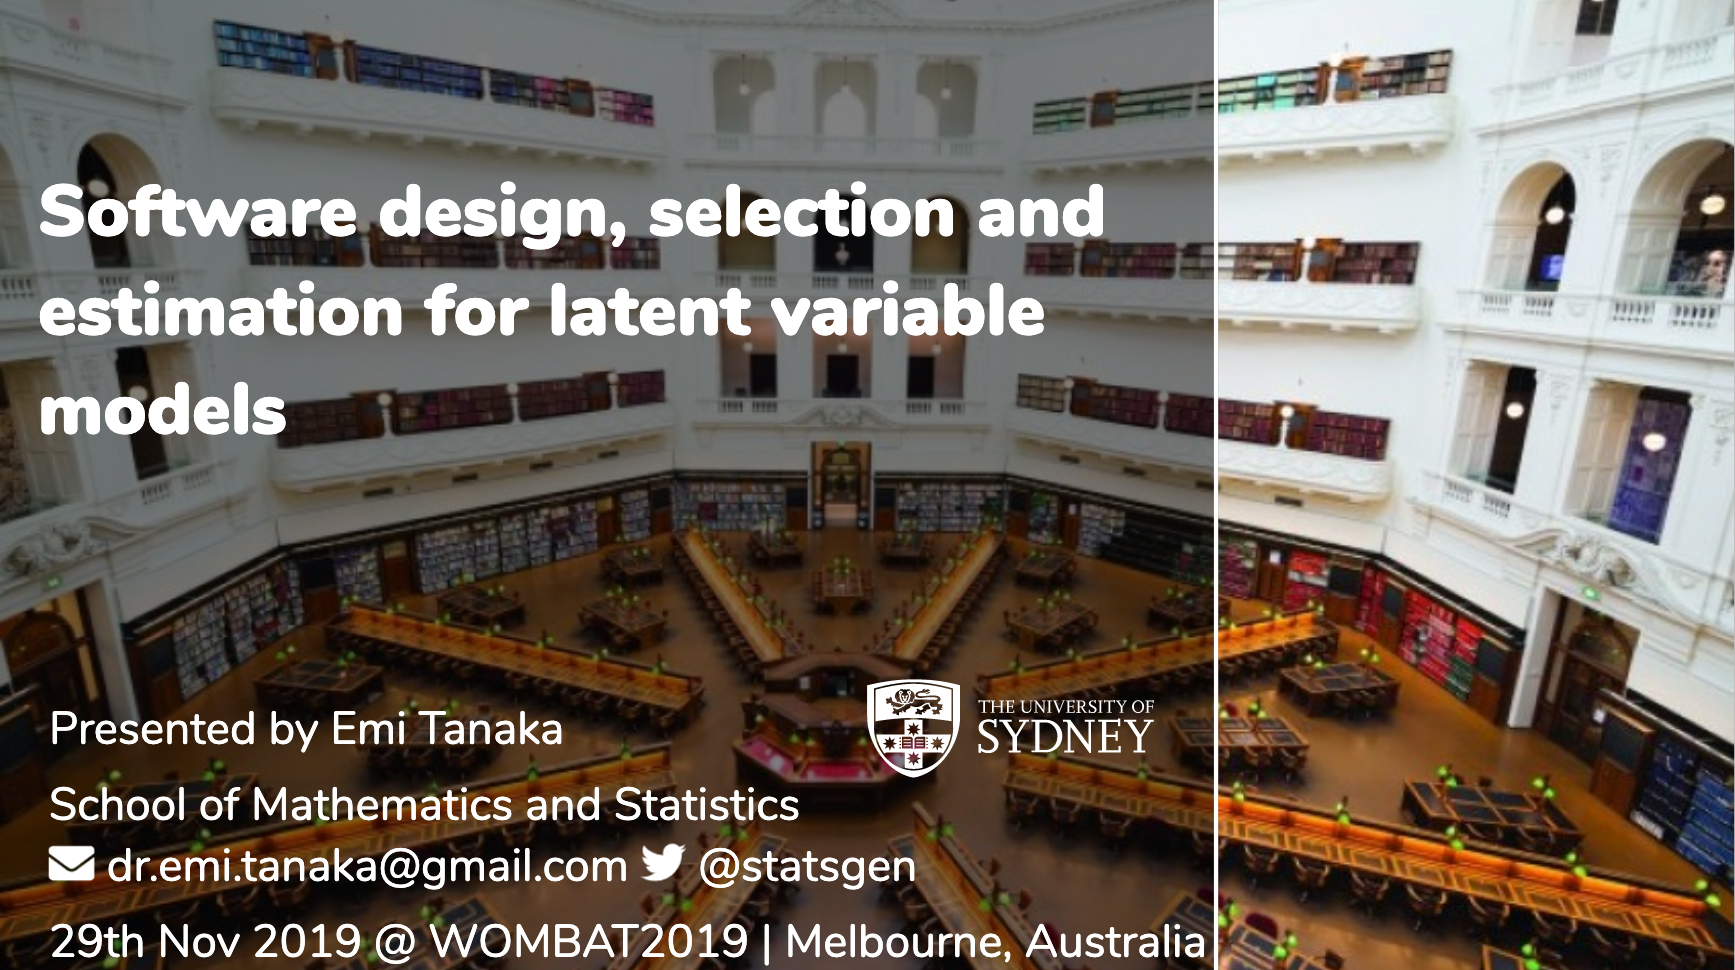 Software design, selection and
estimation for latent variable
models
Presented by Emi Tanaka
THE UNIVERSITY OF
SYDNEY
School of Mathematics and Statistics
dr.emi.tanaka@gmail.com @statsgen
29th Nov 2019 @ WOMBAT2019 | Melbourne, Australia